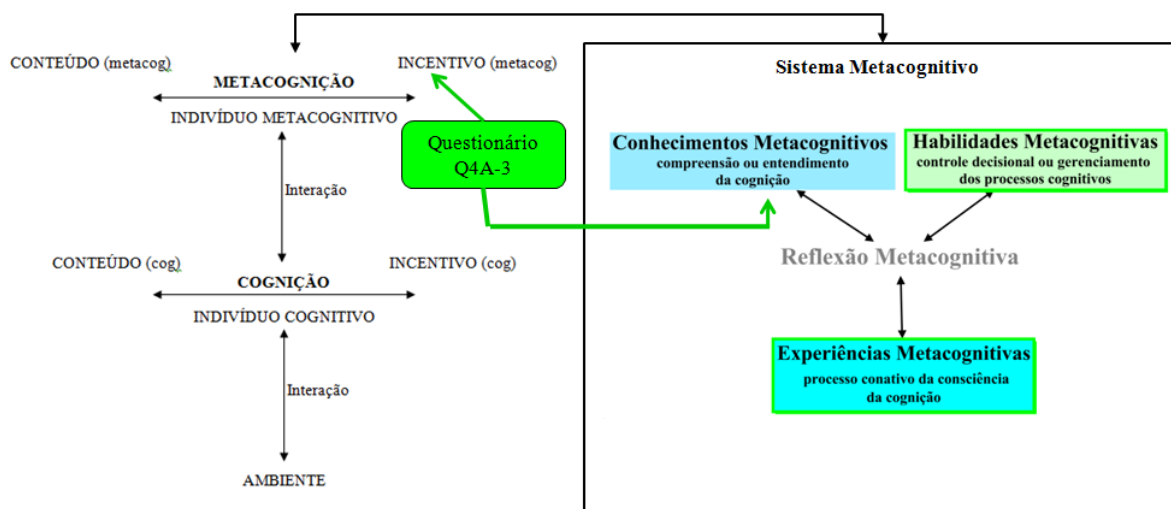 CONTEÚDO (metacog)
INCENTIVO (metacog)
METACOGNIÇÃO
INDIVÍDUO METACOGNITIVO
Questionário
Q4A-3
Interação
CONTEÚDO (cog)
INCENTIVO (cog)
COGNIÇÃO
INDIVÍDUO COGNITIVO
Interação
AMBIENTE
Sistema Metacognitivo
Conhecimentos Metacognitivos
compreensão ou entendimento
da cognição
Habilidades Metacognitivas
controle decisional ou gerenciamento
dos processos cognitivos
Reflexão Metacognitiva
Experiências Metacognitivas
processo conativo da consciência
da cognição